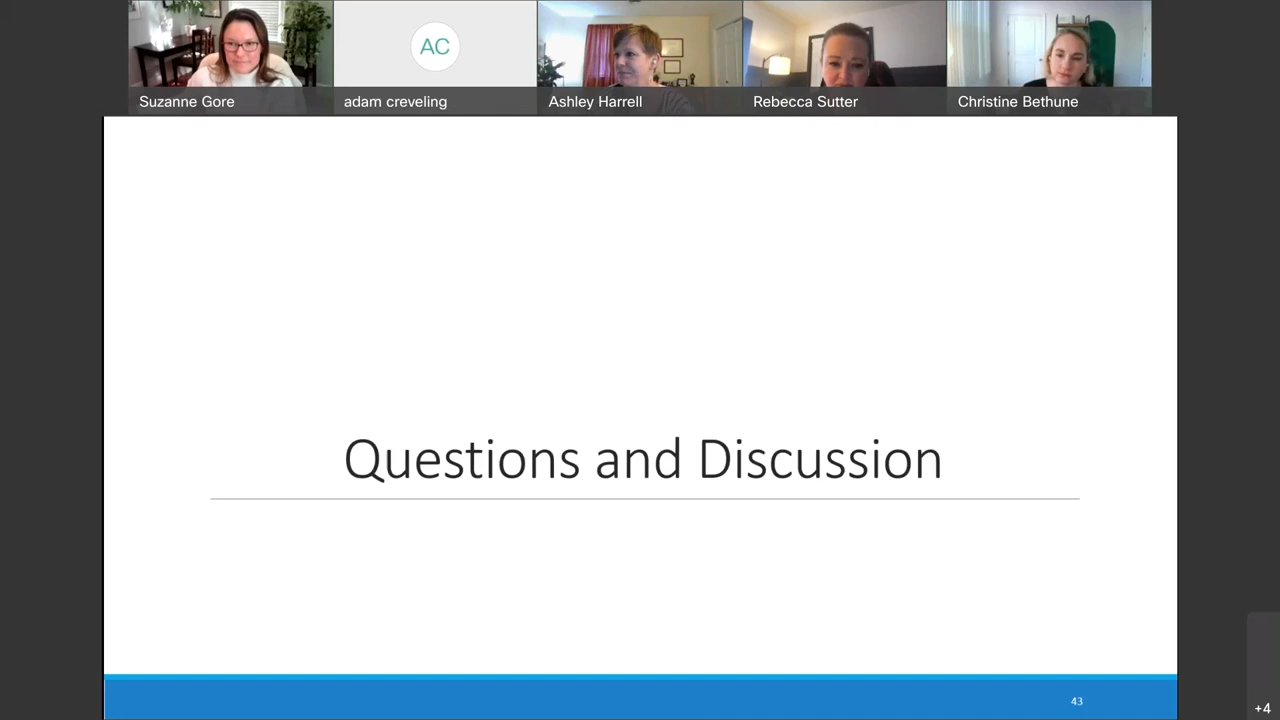 AC
Suzanne Gore
adam creveling
Ashley Harrell
Rebecca Sutter
Christine Bethune
Questions and Discussion
43
+4